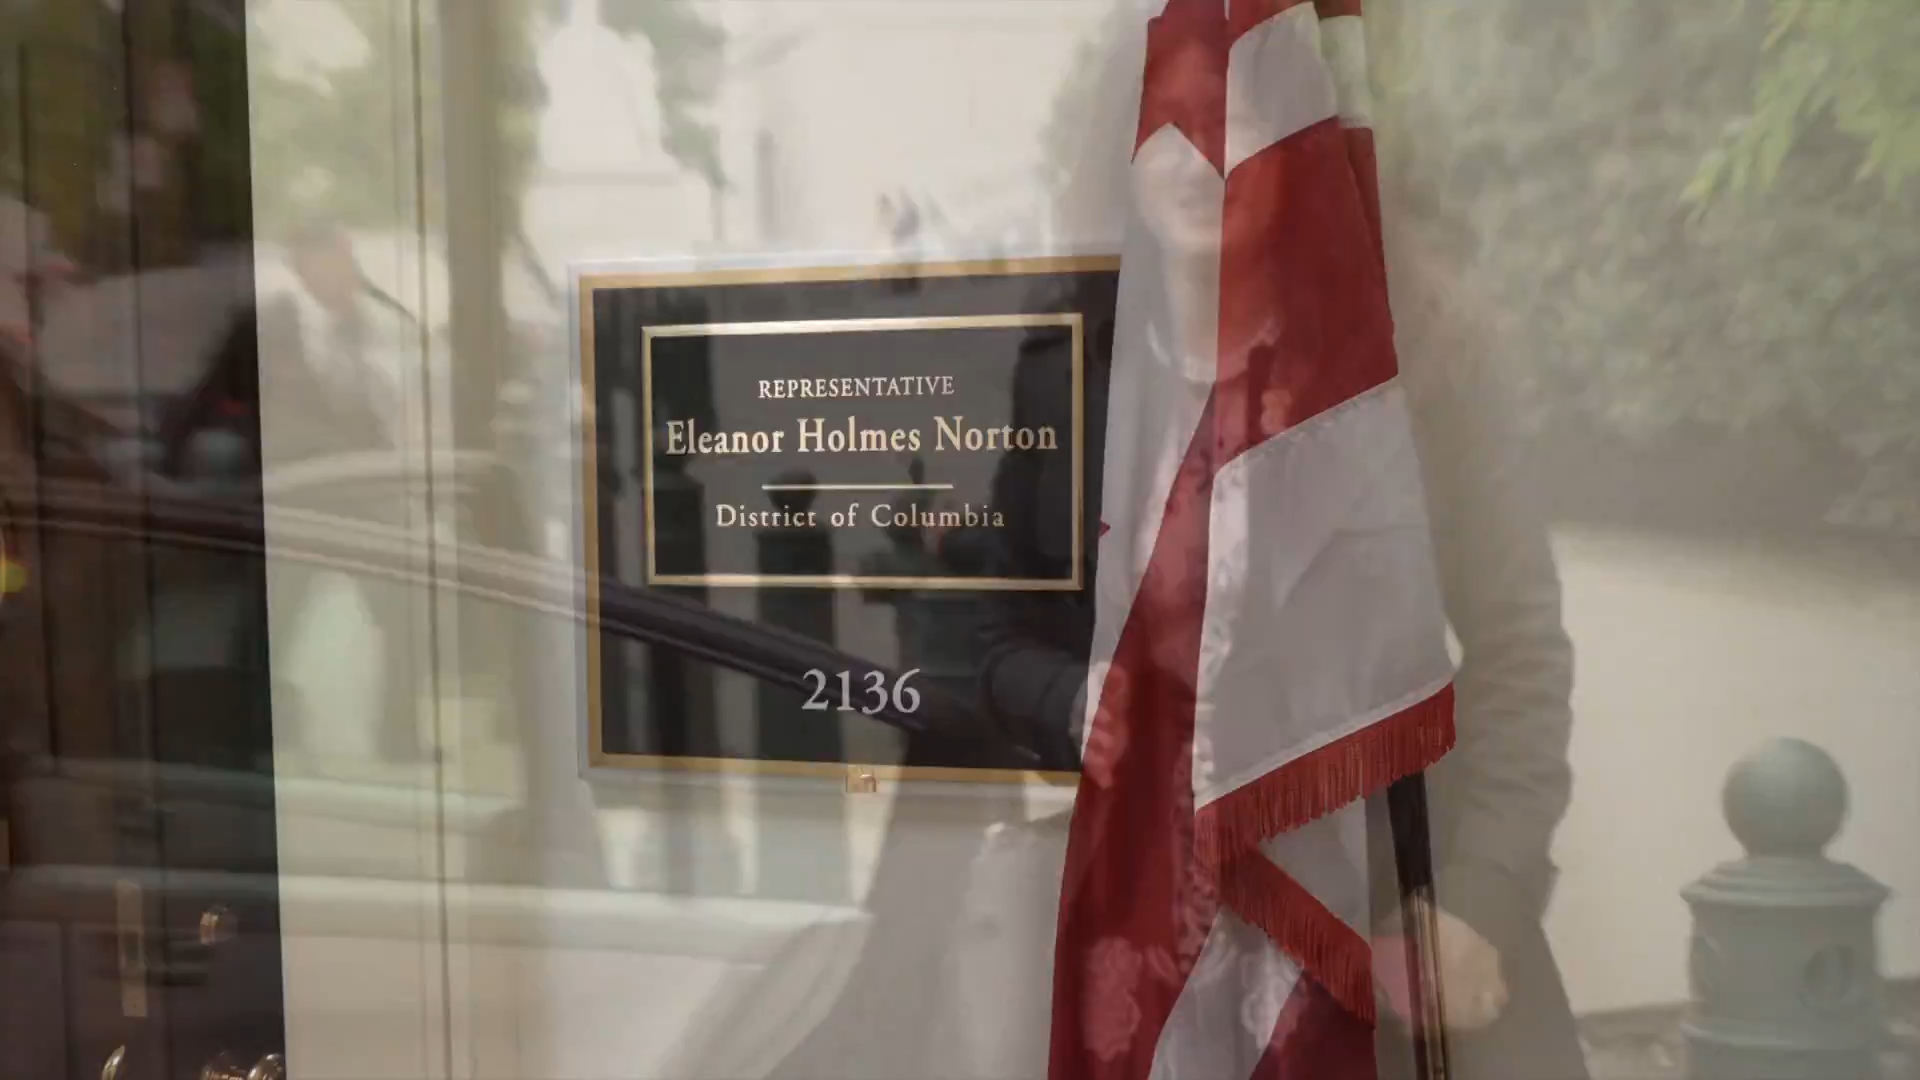 REPRESENTATIVE
Eleanor Holmes Norton
District of Columbia
2136